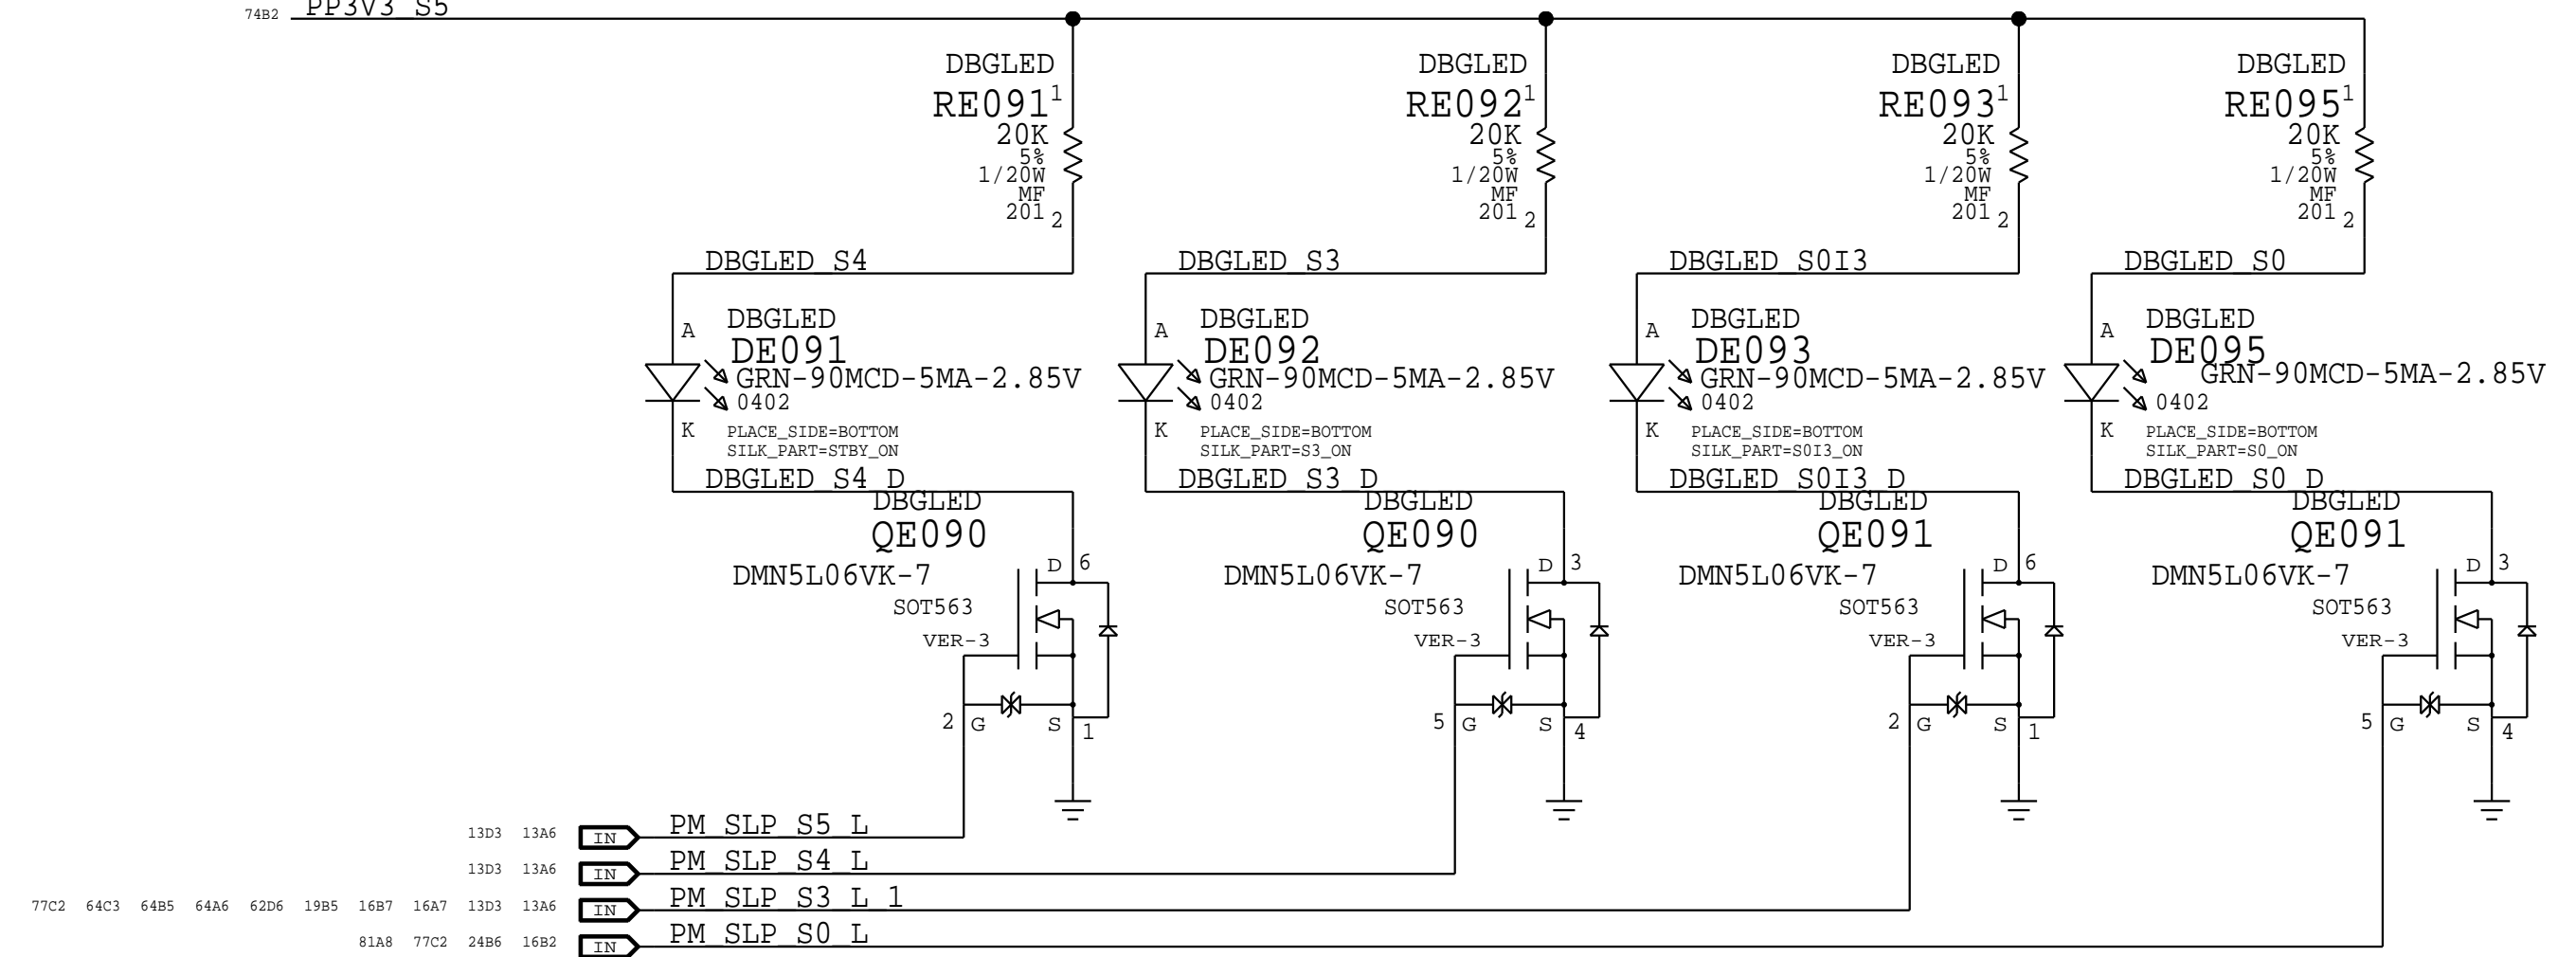 74B2 PP3V3_S5
DBGLED DBGLED DBGLED DBGLED
RE091 1 RE092 1 RE093 1 RE095 1
20K 20K 20K 20K
5% 5% 5% 5%
1/20W 1/20W 1/20W 1/20W
MF MF MF MF
201 2 201 2 201 2 201 2
DBGLED_S4 DBGLED_S3 DBGLED_S0I3 DBGLED_S0
DBGLED DBGLED DBGLED DBGLED
A DE091 A DE092 A DE093 A DE095
GRN-90MCD-5MA-2.85V GRN-90MCD-5MA-2.85V GRN-90MCD-5MA-2.85V GRN-90MCD-5MA-2.85V
0402 0402 0402 0402
K PLACE_SIDE=BOTTOM K PLACE_SIDE=BOTTOM K PLACE_SIDE=BOTTOM K PLACE_SIDE=BOTTOM
SILK_PART=STBY_ON SILK_PART=S3_ON SILK_PART=S0I3_ON SILK_PART=S0_ON
DBGLED_S4_D DBGLED_S3_D DBGLED_S0I3_D DBGLED_S0_D
DBGLED DBGLED DBGLED DBGLED
QE090 QE090 QE091 QE091
D 6 D 3 D 6 D 3
DMN5L06VK-7 DMN5L06VK-7 DMN5L06VK-7 DMN5L06VK-7
SOT563 SOT563 SOT563 SOT563
VER-3 VER-3 VER-3 VER-3
2 G S 1 5 G S 4 2 G S 1 5 G S 4
13D3 13A6 IN PM_SLP_S5_L
13D3 13A6 IN PM_SLP_S4_L
77C2 64C3 64B5 64A6 62D6 19B5 16B7 16A7 13D3 13A6 IN PM_SLP_S3_L_1
81A8 77C2 24B6 16B2 IN PM_SLP_S0_L